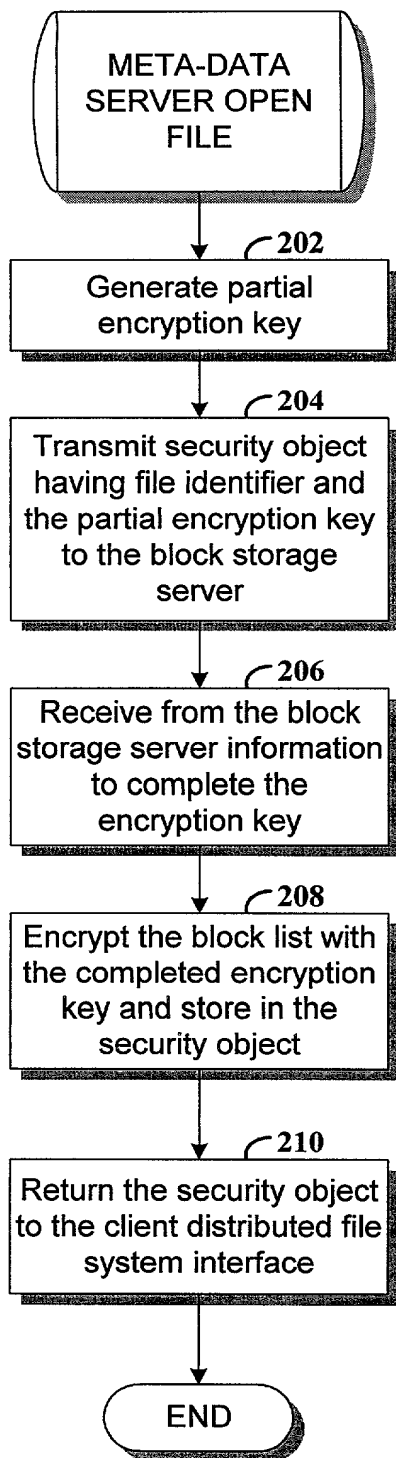 META-DATA
SERVER OPEN
FILE
202
Generate partial
encryption key
204
Transmit security object
having file identifier and
the partial encryption key
to the block storage
server
206
Receive from the block
storage server information
to complete the
encryption key
208
Encrypt the block list with
the completed encryption
key and store in the
security object
210
Return the security object
to the client distributed file
system interface
END